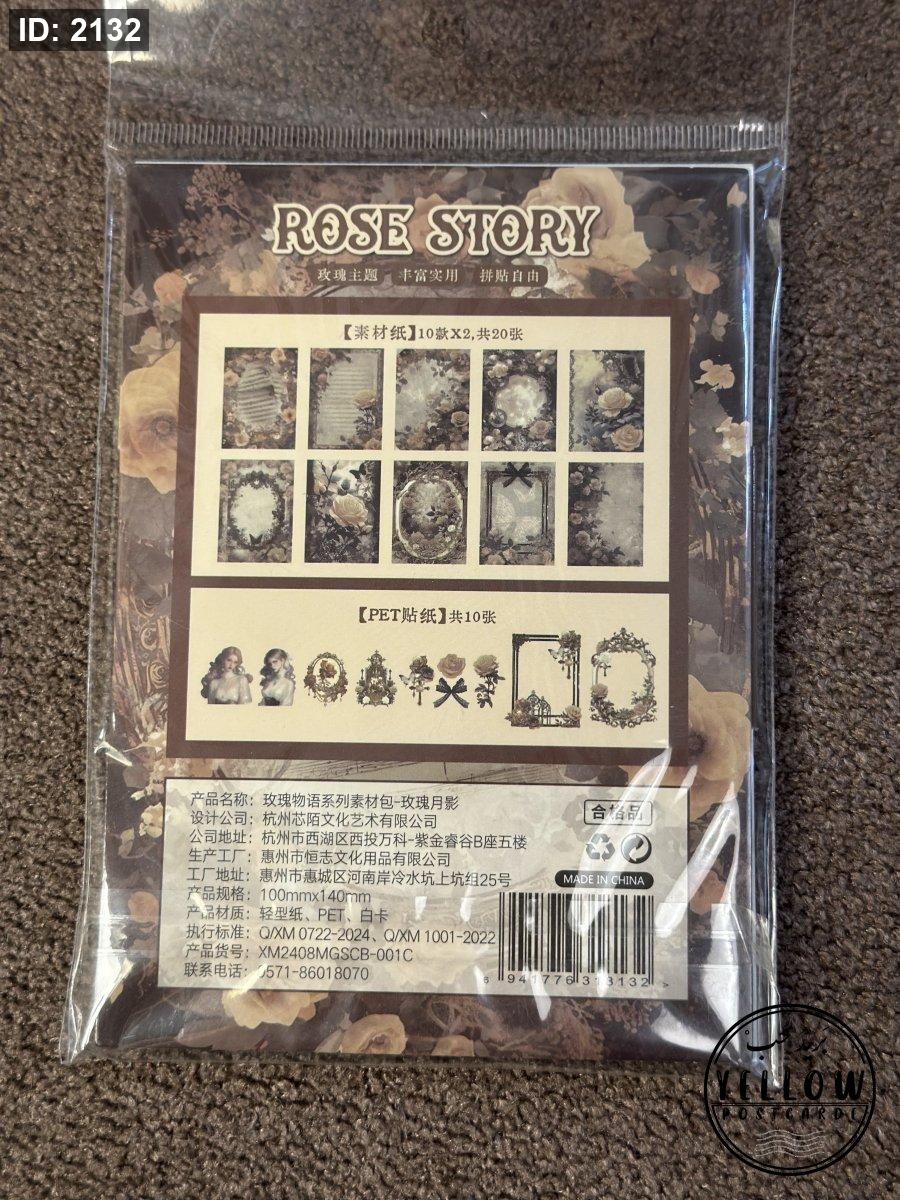 ID: 2132
ROSE STORY
玫瑰主题 丰富实用 拼贴自由
【素材纸】10款X2,共20张
【PET贴纸】共10张
产品名称：玫瑰物语系列素材包-玫瑰月影
设计公司：杭州芯陌文化艺术有限公司
公司地址：杭州市西湖区西投万科-紫金睿谷B座五楼
生产工厂：惠州市恒志文化用品有限公司
工厂地址：惠州市惠城区河南岸冷水坑上坑组25号
产品规格：100mmx140mm
产品材质：轻型纸、PET、白卡
执行标准：Q/XM 0722-2024、Q/XM 1001-2022
产品货号：XM2408MGSCB-001C
联系电话：0571-86018070
合格品
MADE IN CHINA
6 941776 313132 >
YELLOW
POSTCARDE